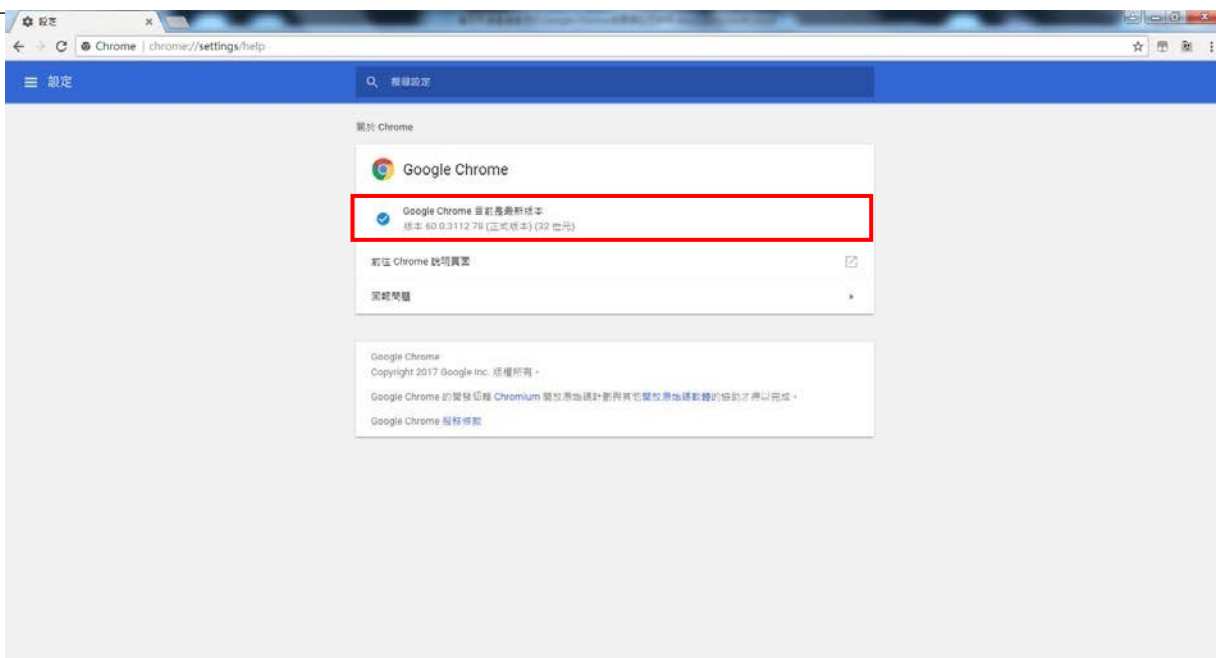 設定
Chrome | chrome://settings/help
設定
搜尋設定
關於 Chrome
Google Chrome
Google Chrome 目前是最新版本
版本 60.0.3112.78 (正式版本) (32 位元)
前往 Chrome 說明頁面
回報問題
Google Chrome
Copyright 2017 Google Inc. 版權所有。
Google Chrome 的開發仰賴 Chromium 開放原始碼計劃與其他開放原始碼軟體的協助才得以完成。
Google Chrome 服務條款